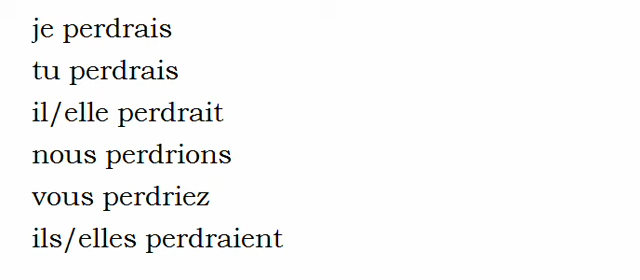 je perdrais
tu perdrais
il/elle perdrait
nous perdrions
vous perdriez
ils/elles perdraient